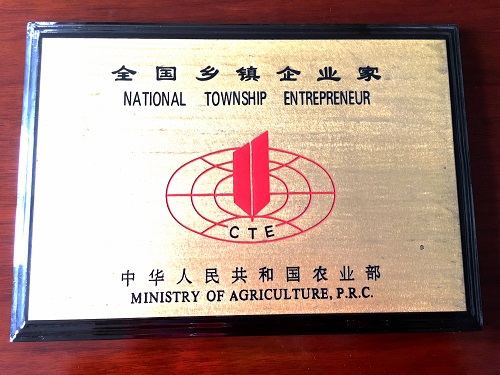 全国乡镇企业家
NATIONAL TOWNSHIP ENTREPRENEUR
CTE
中华人民共和国农业部
MINISTRY OF AGRICULTURE, P.R.C.